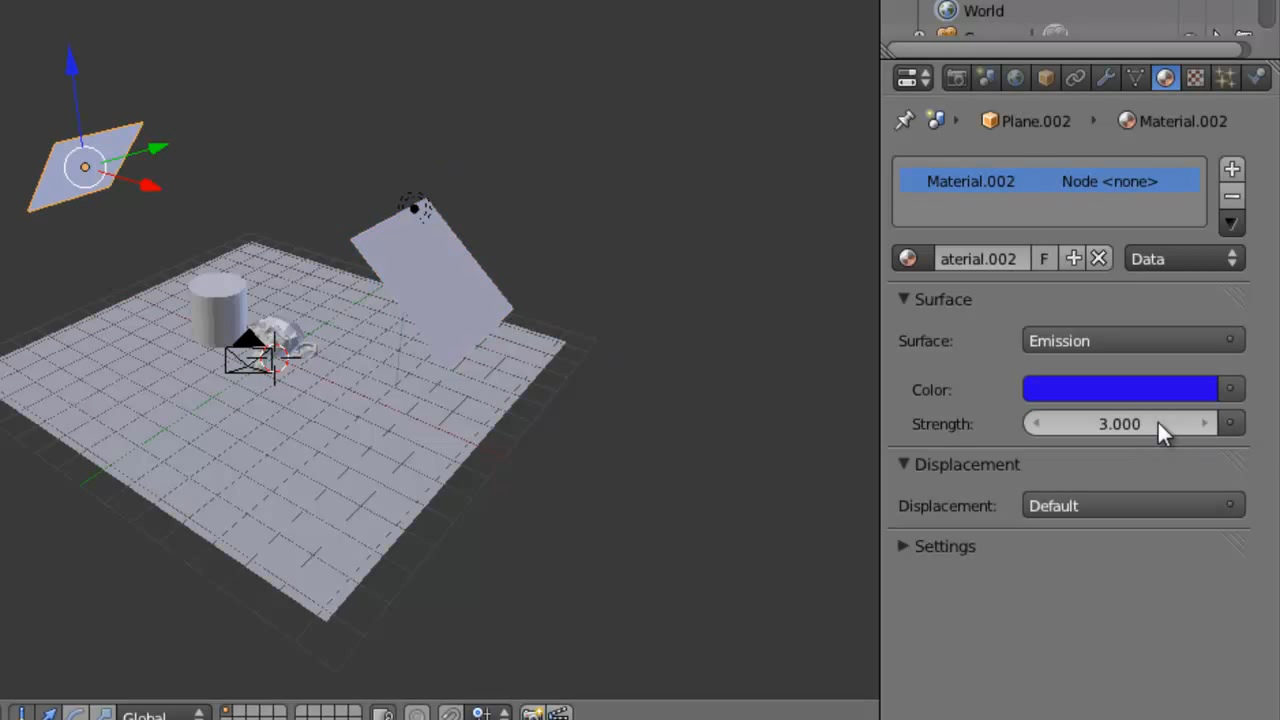 World
Plane.002 Material.002
Material.002 Node <none>
aterial.002 F Data
Surface
Surface: Emission
Color:
Strength: 3.000
Displacement
Displacement: Default
Settings
Global